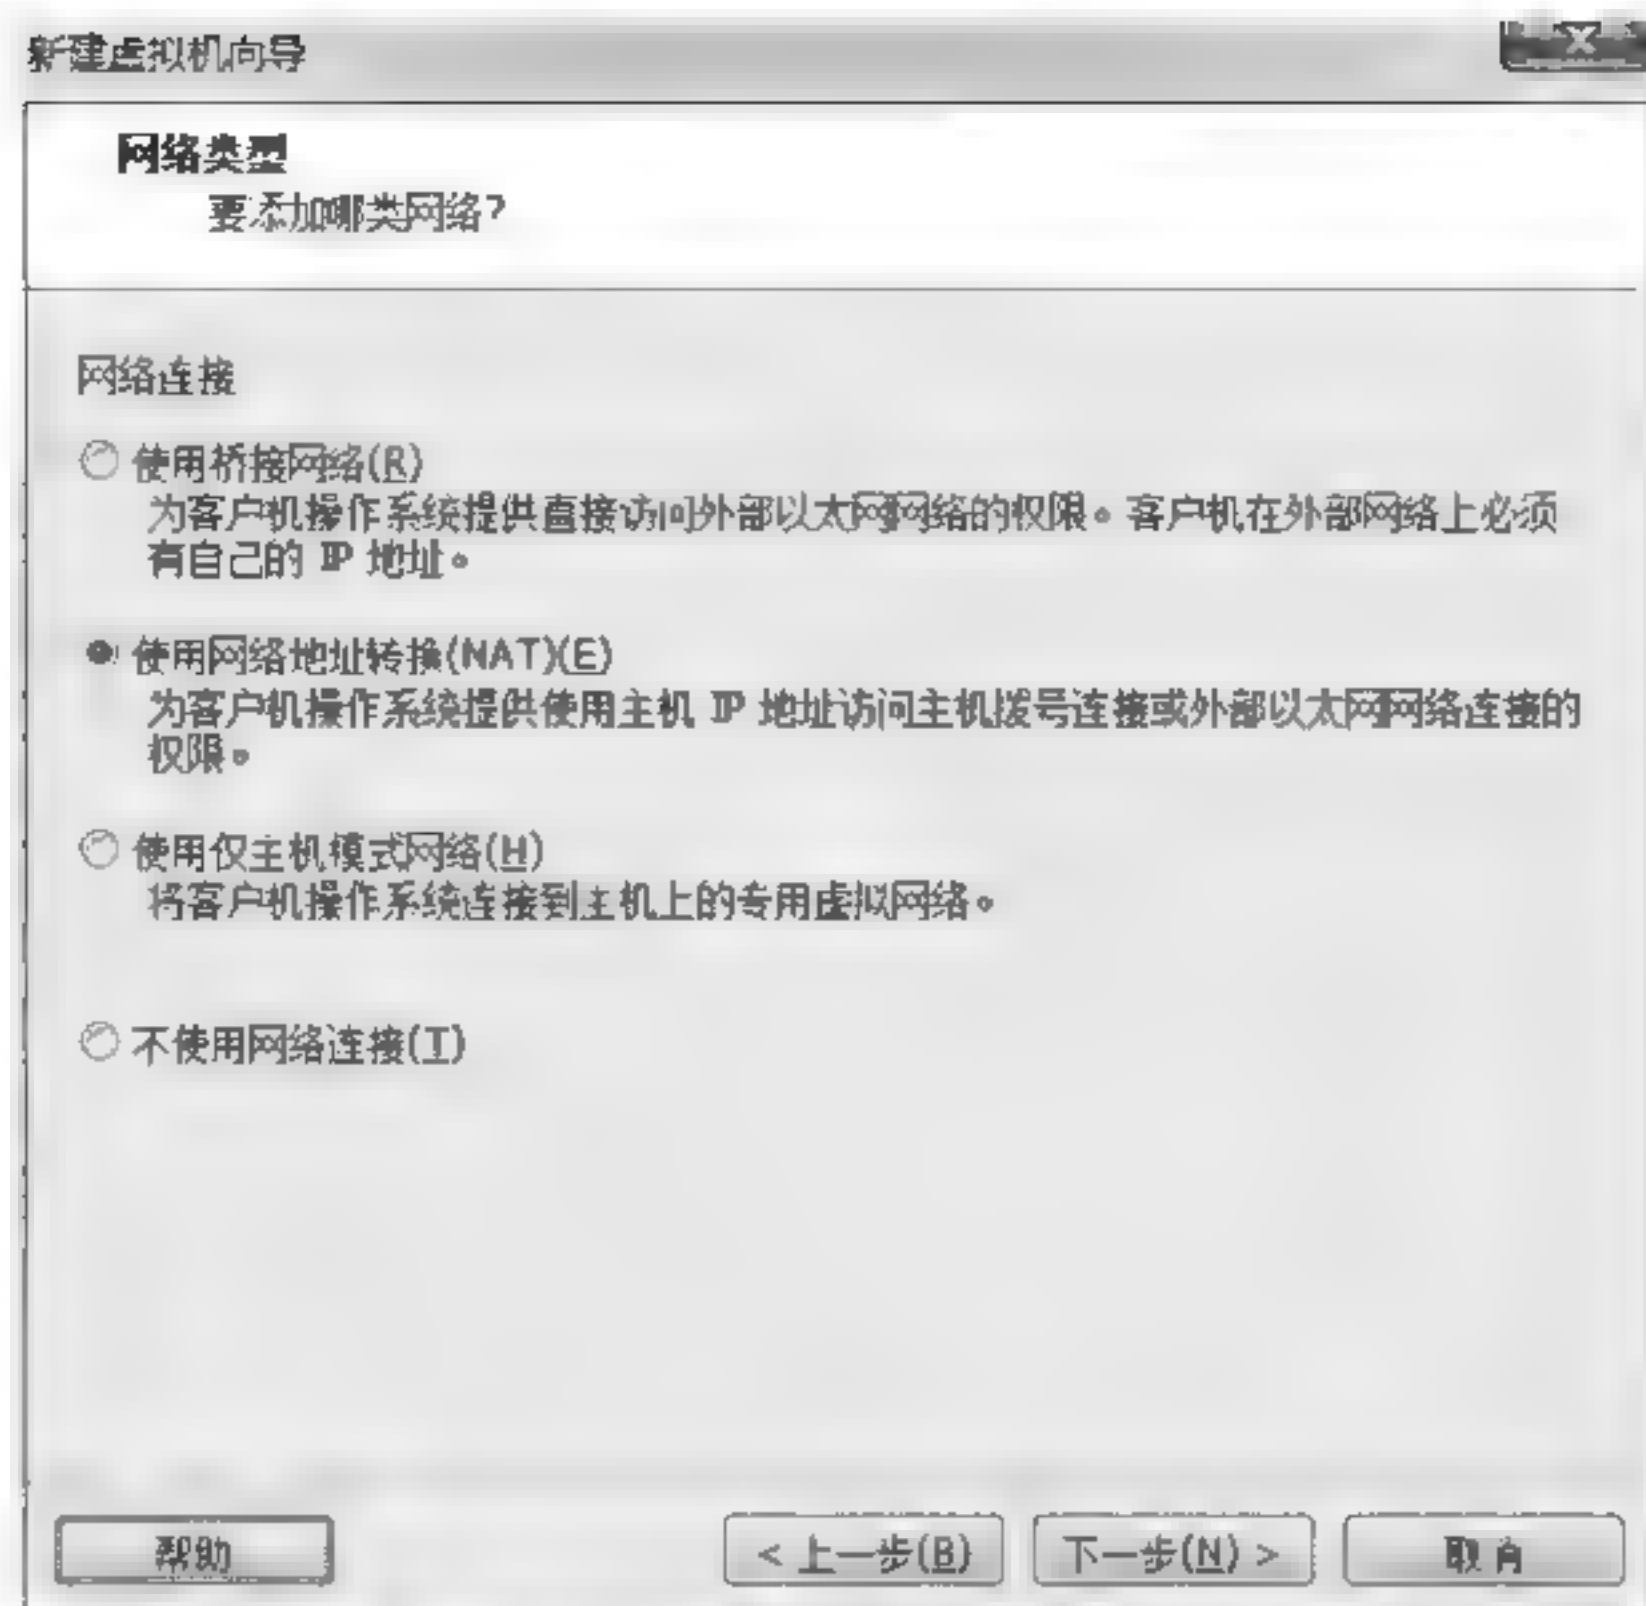 新建虚拟机向导
网络类型
要添加哪类网络?
网络连接
使用桥接网络(R)
为客户机操作系统提供直接访问外部以太网网络的权限。客户机在外部网络上必须
有自己的 IP 地址。
使用网络地址转换(NAT)(E)
为客户机操作系统提供使用主机 IP 地址访问主机拨号连接或外部以太网网络连接的
权限。
使用仅主机模式网络(H)
将客户机操作系统连接到主机上的专用虚拟网络。
不使用网络连接(T)
帮助
< 上一步(B)
下一步(N) >
取消